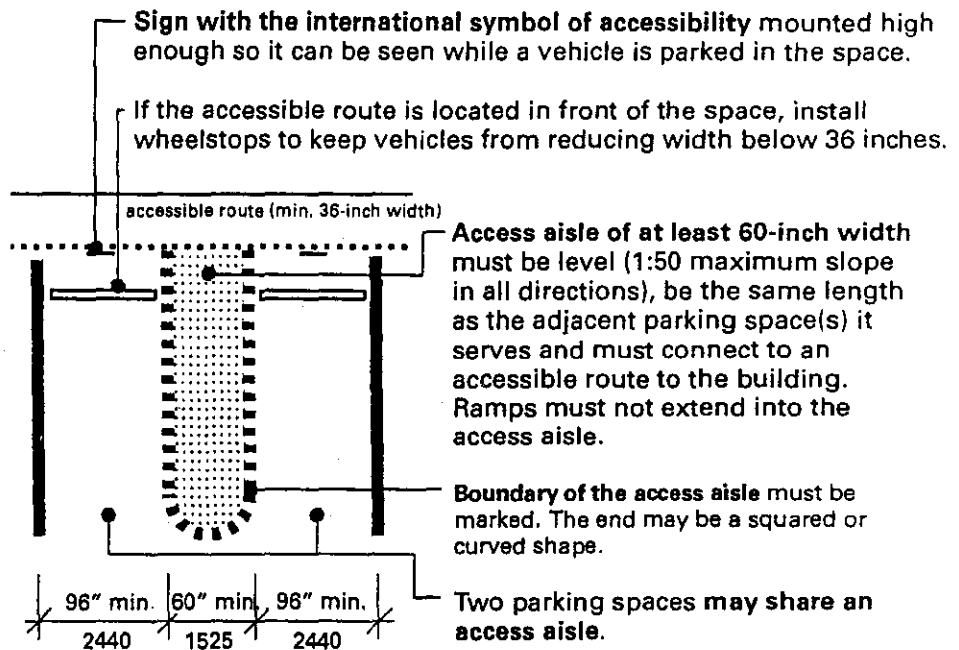 Sign with the international symbol of accessibility mounted high
enough so it can be seen while a vehicle is parked in the space.
If the accessible route is located in front of the space, install
wheelstops to keep vehicles from reducing width below 36 inches.
accessible route (min. 36-inch width)
Access aisle of at least 60-inch width
must be level (1:50 maximum slope
in all directions), be the same length
as the adjacent parking space(s) it
serves and must connect to an
accessible route to the building.
Ramps must not extend into the
access aisle.
Boundary of the access aisle must be
marked. The end may be a squared or
curved shape.
Two parking spaces may share an
access aisle.
96" min. 60" min. 96" min.
2440 1525 2440